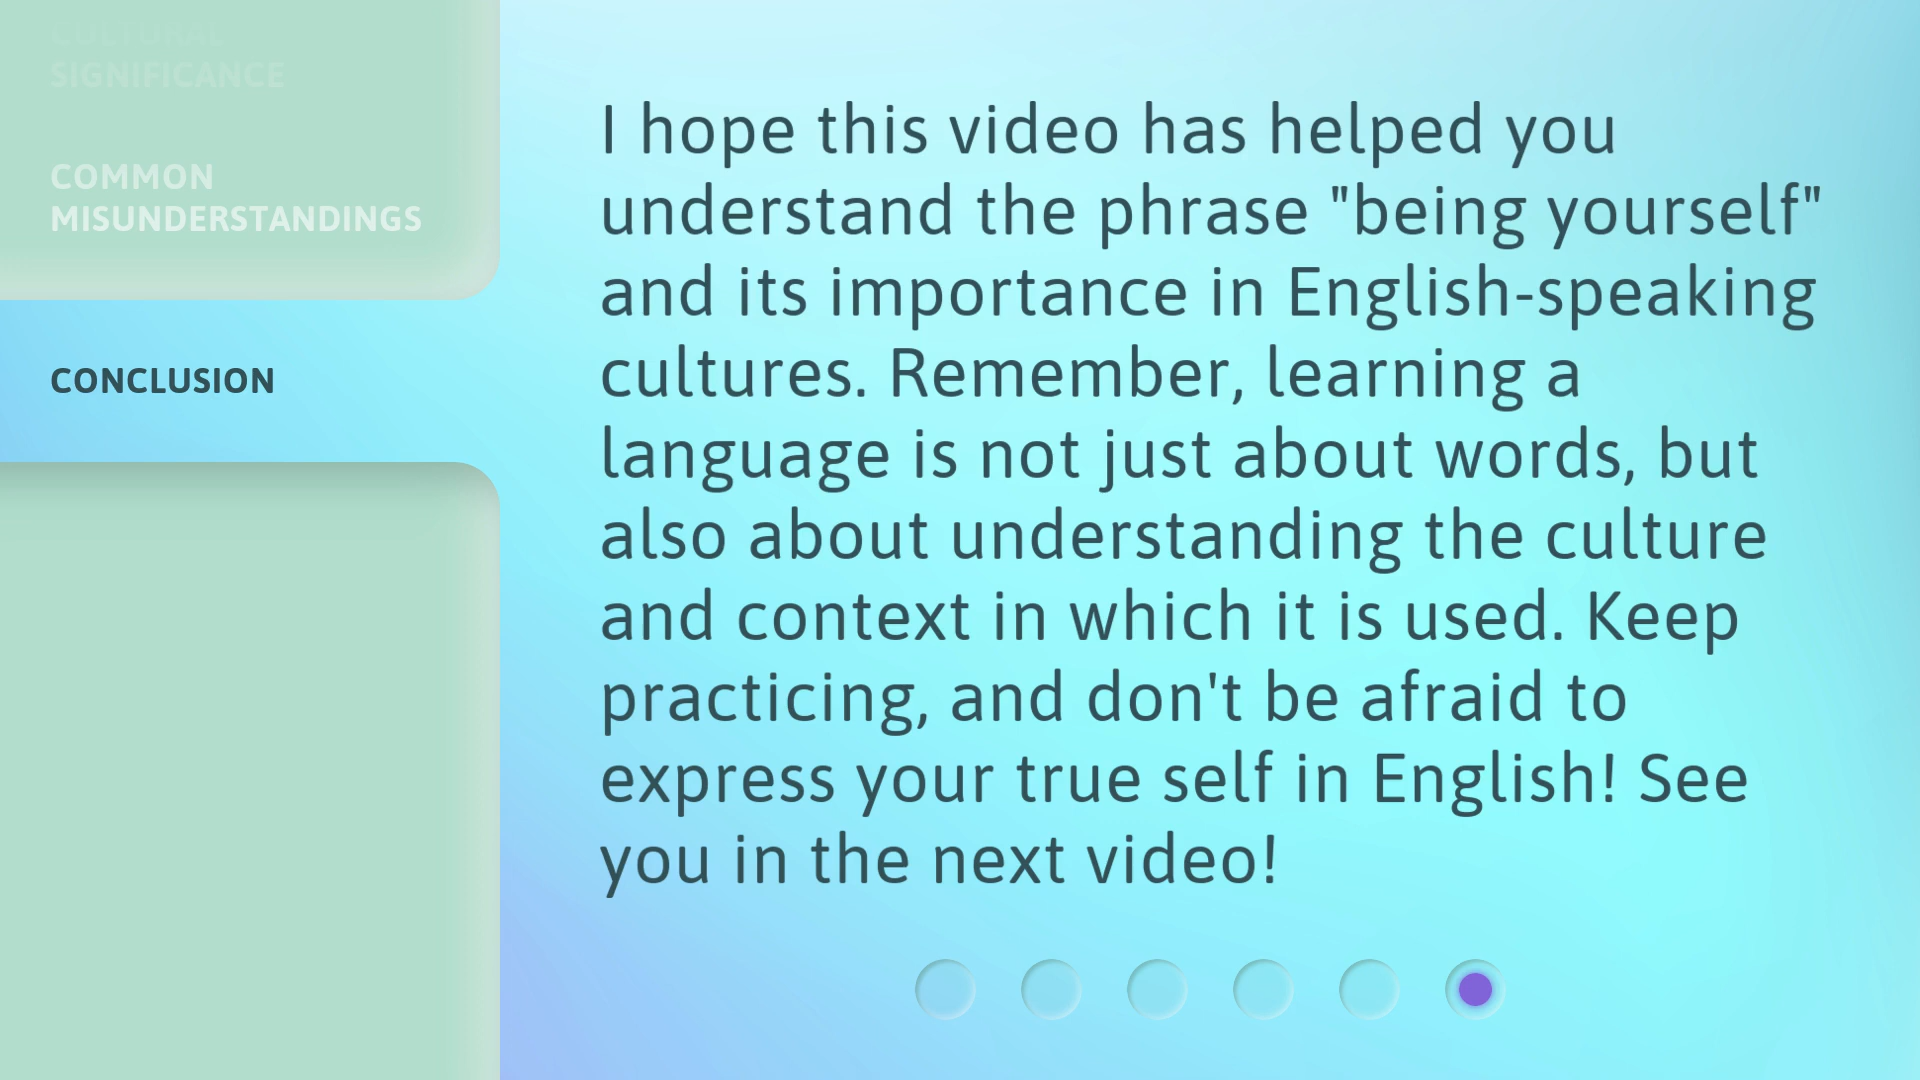 CULTURAL
SIGNIFICANCE
COMMON
MISUNDERSTANDINGS
CONCLUSION
I hope this video has helped you
understand the phrase "being yourself"
and its importance in English-speaking
cultures. Remember, learning a
language is not just about words, but
also about understanding the culture
and context in which it is used. Keep
practicing, and don't be afraid to
express your true self in English! See
you in the next video!